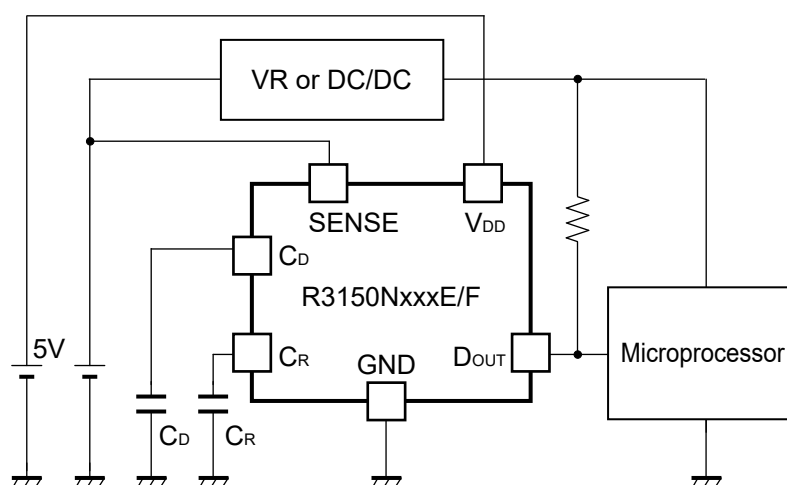 VR or DC/DC
SENSE
VDD
CD
R3150NxxxE/F
5V
CR
GND
DOUT
Microprocessor
CD
CR